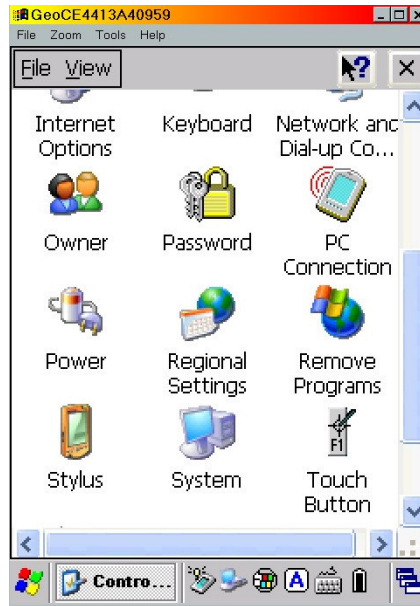 GeoCE4413A40959
File Zoom Tools Help
File View
Internet Options
Keyboard
Network and Dial-up Co...
Owner
Password
PC Connection
Power
Regional Settings
Remove Programs
F1
Stylus
System
Touch Button
Contro...
A